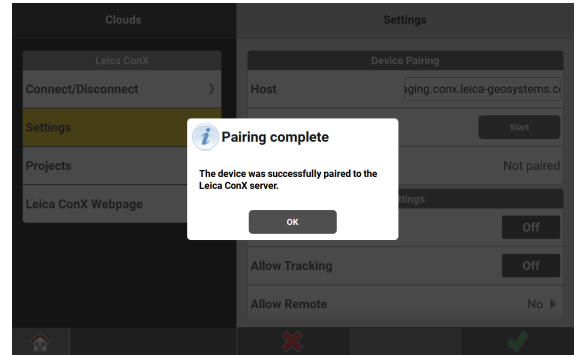 Clouds
Settings
Leica ConX
Connect/Disconnect
Settings
Projects
Leica ConX Webpage
Device Pairing
Host
aging.conx.leica-geosystems.co
Start
Not paired
ttings
Off
Allow Tracking
Off
Allow Remote
No
Pairing complete
The device was successfully paired to the
Leica ConX server.
OK